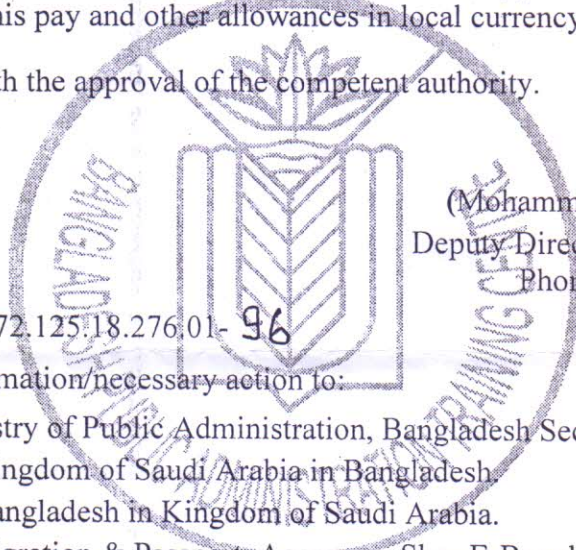 his pay and other allowances in local currency
th the approval of the competent authority.
(Mohamm
Deputy Direc
Phon
72.125.18.276.01- 96
mation/necessary action to:
stry of Public Administration, Bangladesh Sec
ingdom of Saudi Arabia in Bangladesh.
angladesh in Kingdom of Saudi Arabia.
BANGLADESH PUBLIC ADMINISTRATION TRAINING CENTRE